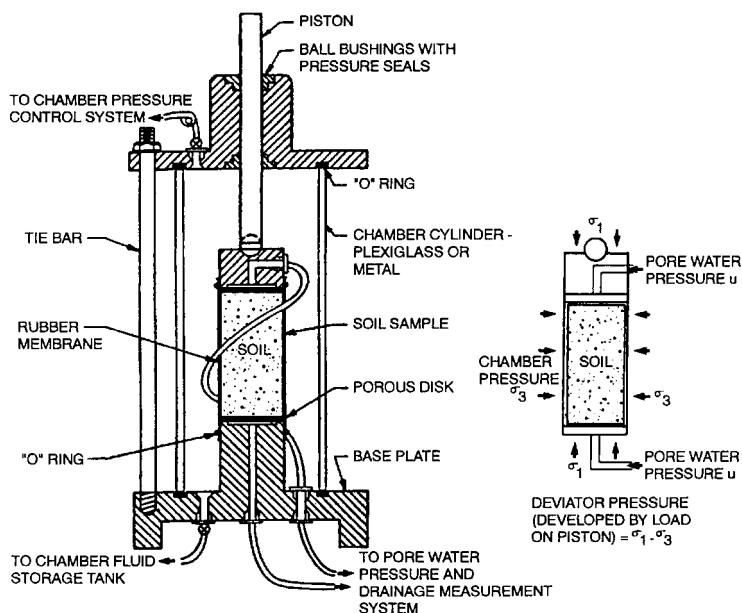 PISTON
BALL BUSHINGS WITH
PRESSURE SEALS
TO CHAMBER PRESSURE
CONTROL SYSTEM
"O" RING
TIE BAR
CHAMBER CYLINDER -
PLEXIGLASS OR
METAL
RUBBER
MEMBRANE
SOIL SAMPLE
SOIL
POROUS DISK
"O" RING
BASE PLATE
TO CHAMBER FLUID
STORAGE TANK
TO PORE WATER
PRESSURE AND
DRAINAGE MEASUREMENT
SYSTEM
σ1
PORE WATER
PRESSURE u
CHAMBER
PRESSURE
σ3
SOIL
σ3
σ1
PORE WATER
PRESSURE u
DEVIATOR PRESSURE
(DEVELOPED BY LOAD
ON PISTON) = σ1 - σ3